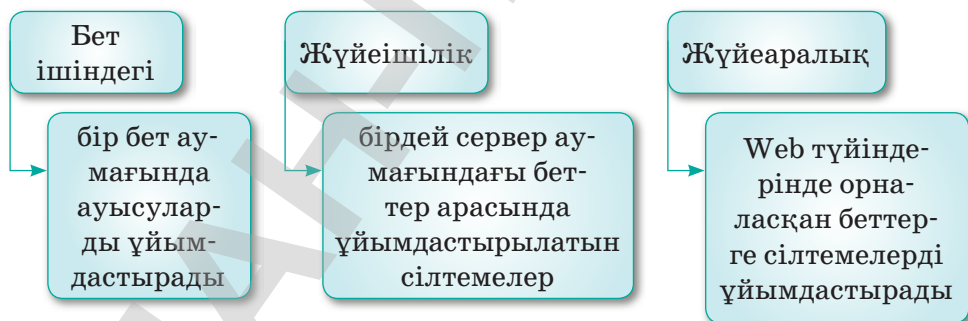 Бет
ішіндегі
бір бет ау-
мағында
ауысулар-
ды ұйым-
дастырады
Жүйеішілік
бірдей сервер ау-
мағындағы бет-
тер арасында
ұйымдастырылатын
сілтемелер
Жүйеаралық
Web түйінде-
рінде орна-
ласқан беттер-
ге сілтемелерді
ұйымдастырады